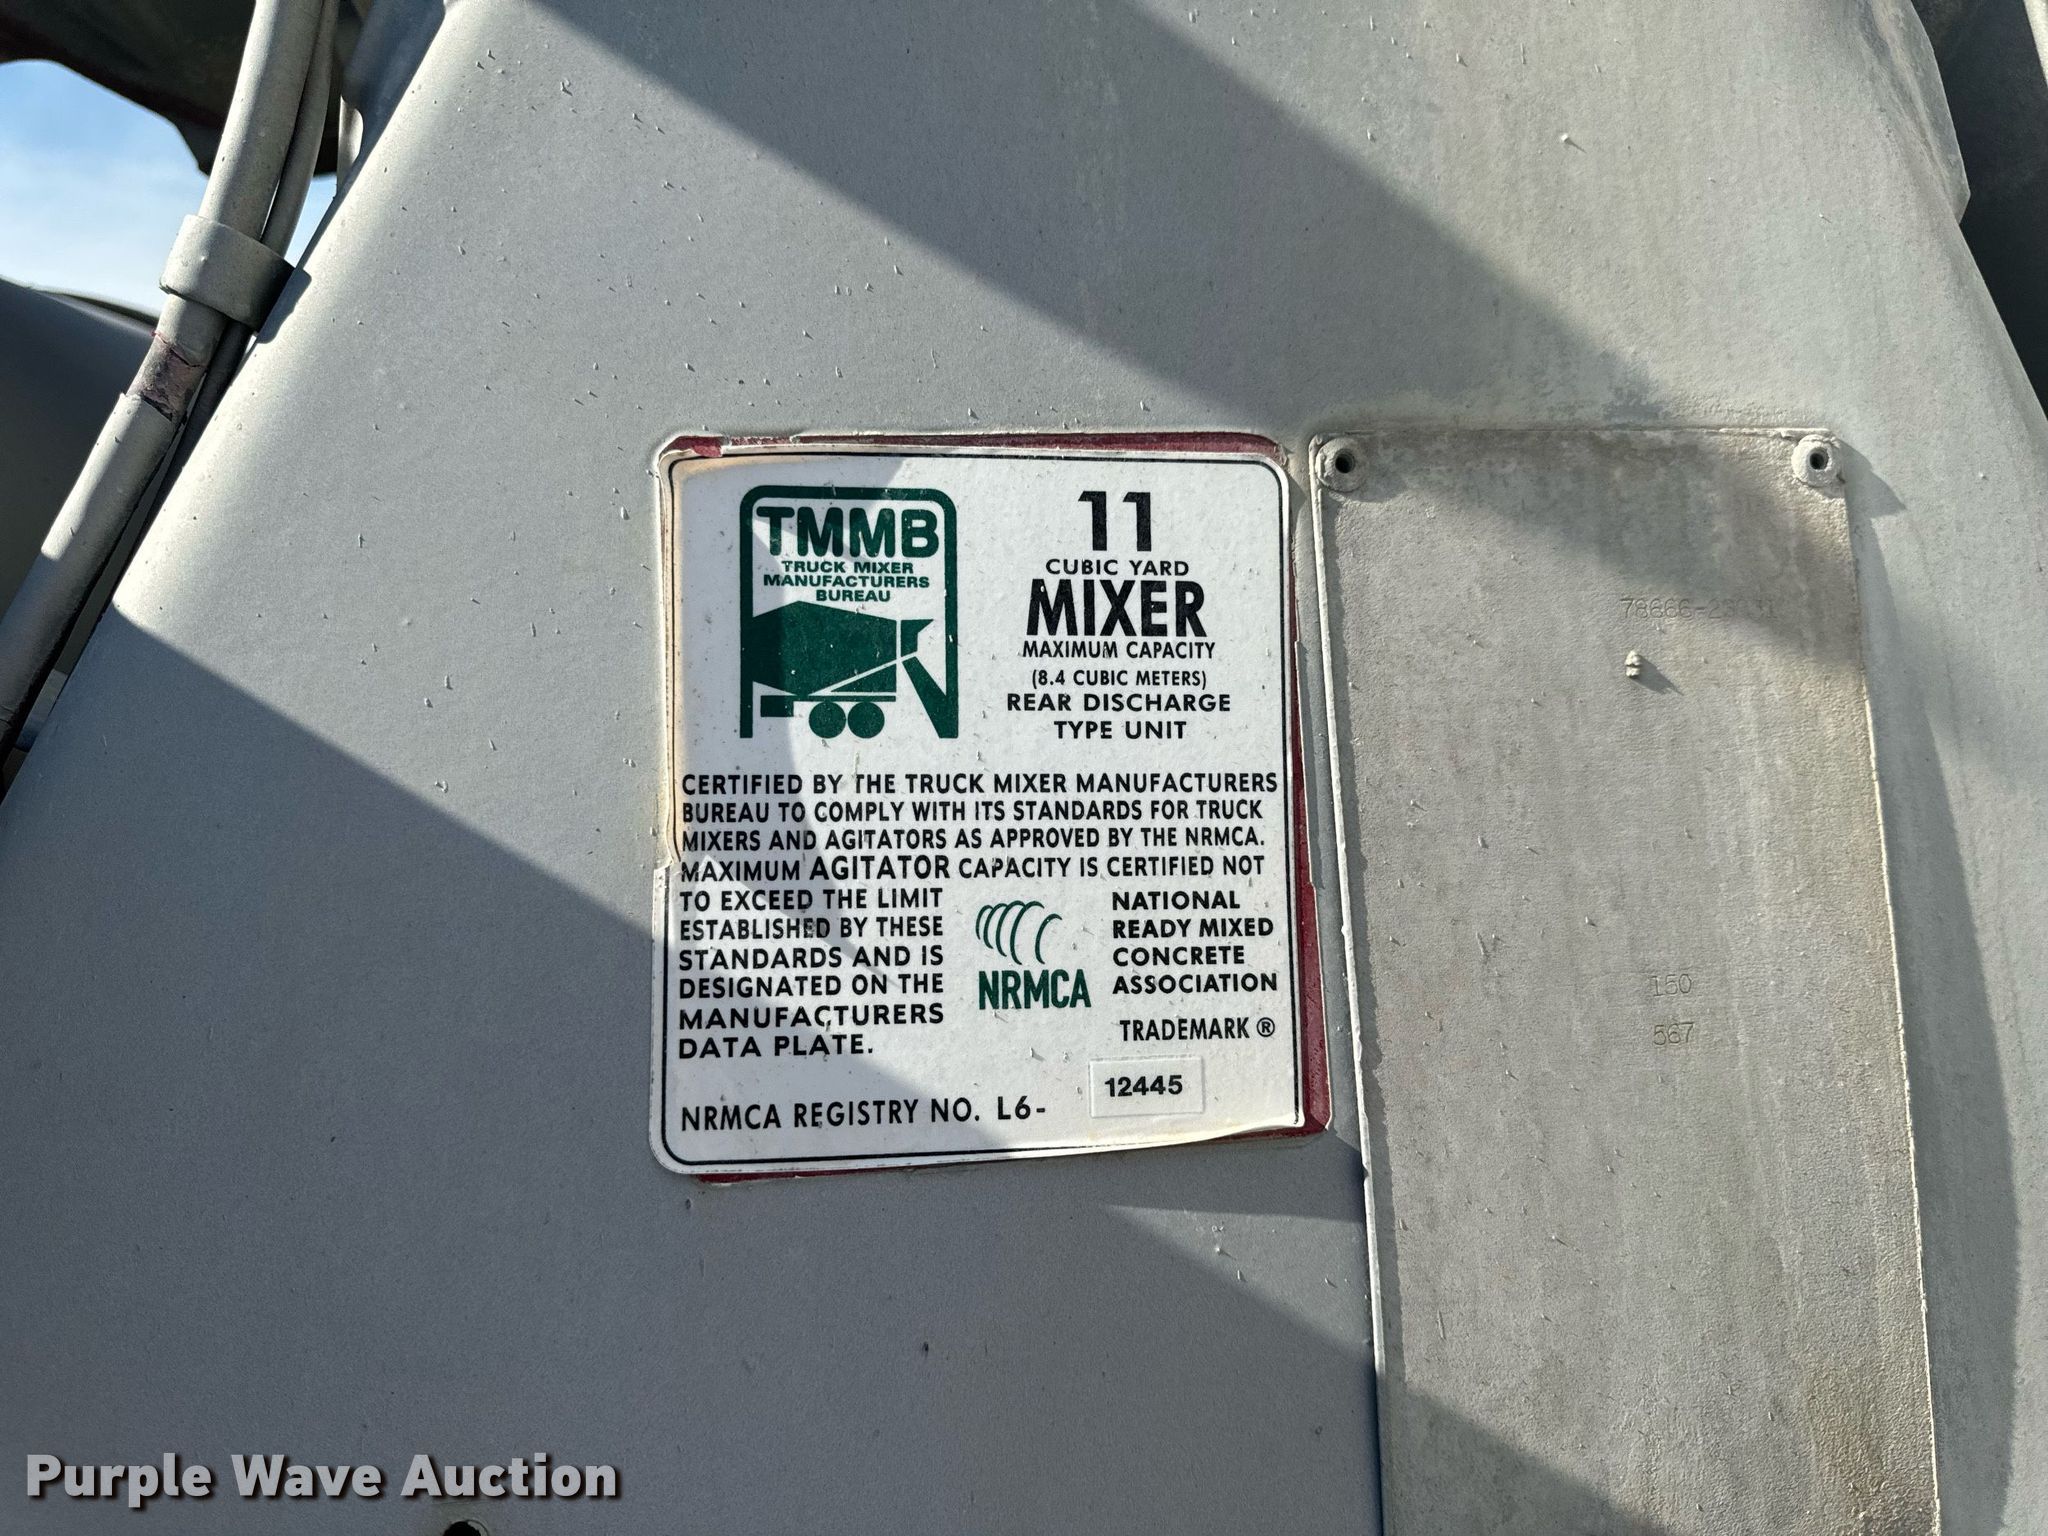 TMMB
TRUCK MIXER
MANUFACTURERS
BUREAU
11
CUBIC YARD
MIXER
MAXIMUM CAPACITY
(8.4 CUBIC METERS)
REAR DISCHARGE
TYPE UNIT
CERTIFIED BY THE TRUCK MIXER MANUFACTURERS
BUREAU TO COMPLY WITH ITS STANDARDS FOR TRUCK
MIXERS AND AGITATORS AS APPROVED BY THE NRMCA.
MAXIMUM AGITATOR CAPACITY IS CERTIFIED NOT
TO EXCEED THE LIMIT
ESTABLISHED BY THESE
STANDARDS AND IS
DESIGNATED ON THE
MANUFACTURERS
DATA PLATE.
NRMCA
NATIONAL
READY MIXED
CONCRETE
ASSOCIATION
TRADEMARK ®
NRMCA REGISTRY NO. L6-
12445
150
567
Purple Wave Auction